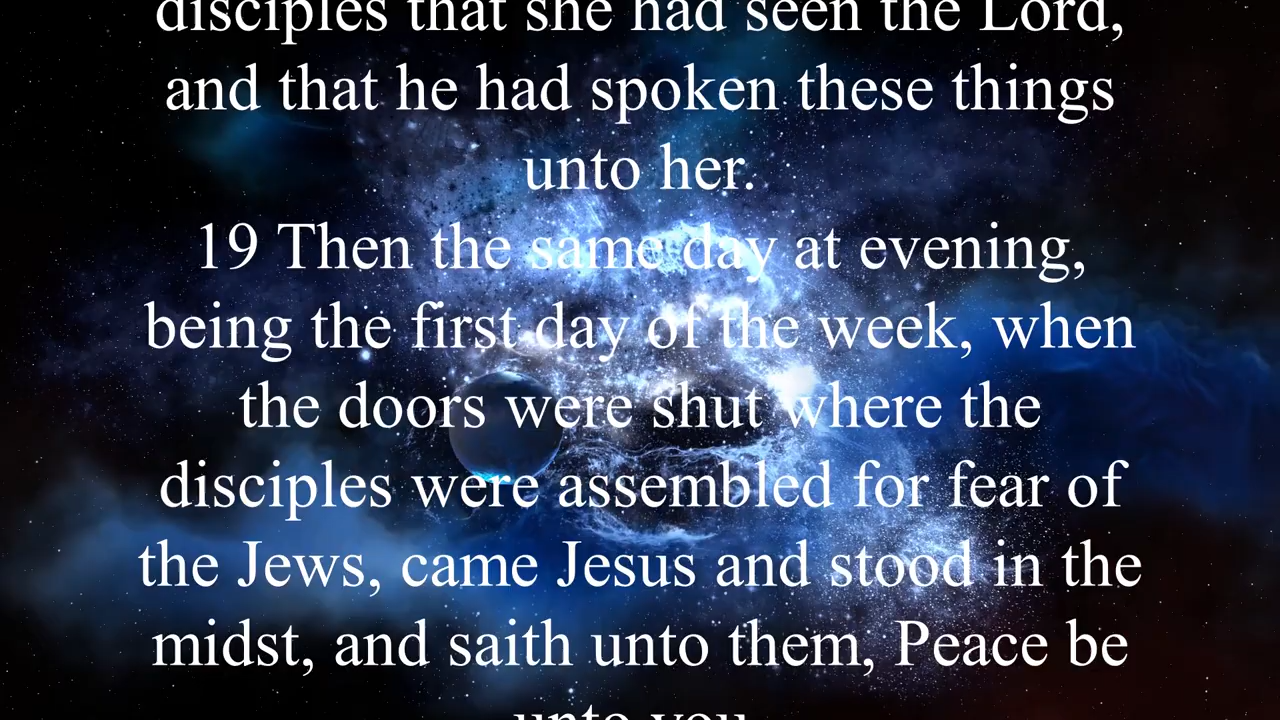 disciples that she had seen the Lord,
and that he had spoken these things
unto her.
19 Then the same day at evening,
being the first day of the week, when
the doors were shut where the
disciples were assembled for fear of
the Jews, came Jesus and stood in the
midst, and saith unto them, Peace be
unto you